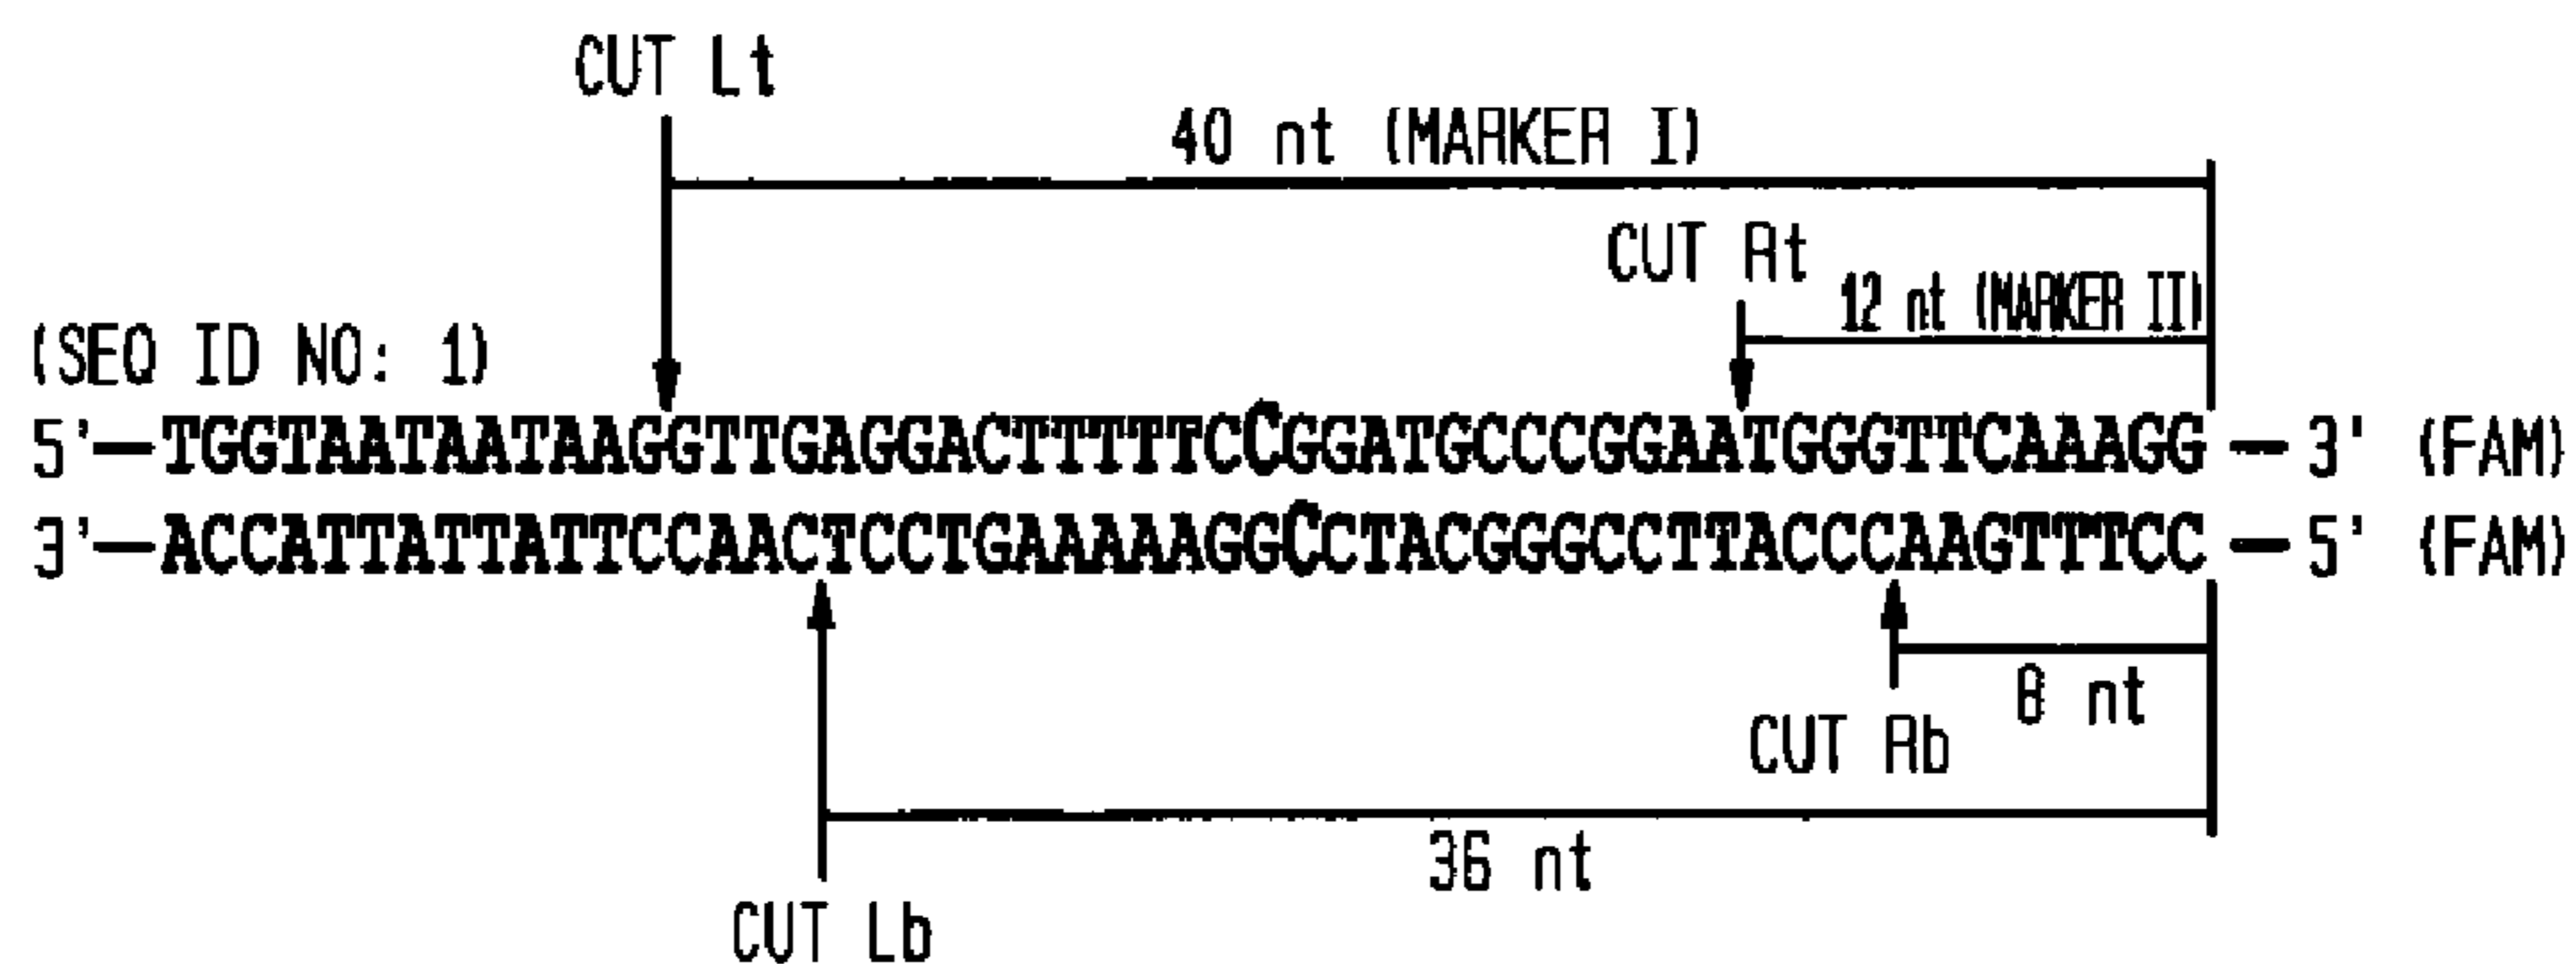 CUT Lt
40 nt (MARKER I)
CUT Rt
12 nt (MARKER II)
(SEQ ID NO: 1)
5'—TGGTAATAATAAGGTTGAGGACTTTTTCCGGATGCCCGGAATGGGTTCAAAGG—3' (FAM)
3'—ACCATTATTATTCCAACTCCTGAAAAAGGCCTACGGGCCTTACCCAAGTTTCC—5' (FAM)
8 nt
CUT Rb
36 nt
CUT Lb